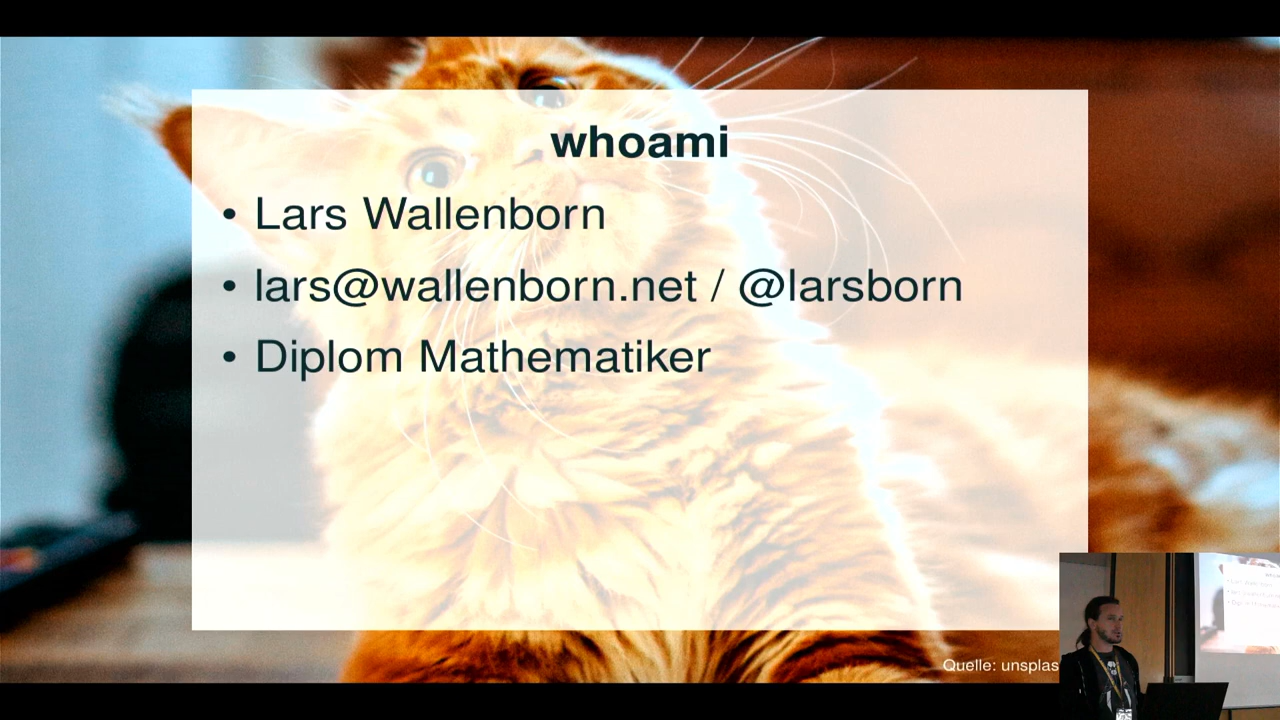 whoami
• Lars Wallenborn
• lars@wallenborn.net / @larsborn
• Diplom Mathematiker
Quelle: unsplas